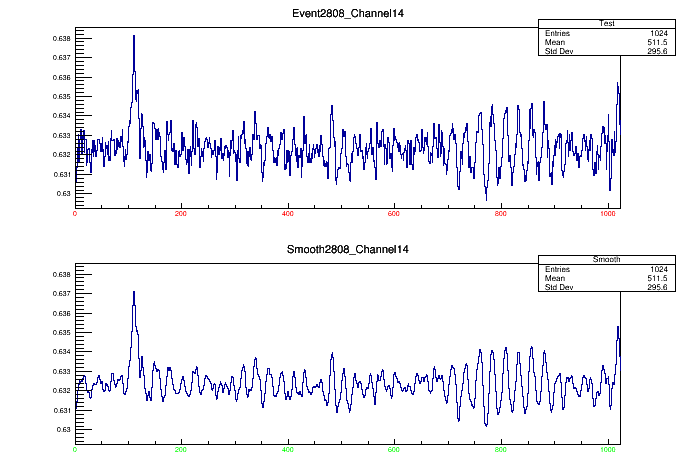 Event2808_Channel14
Test
Entries 1024
Mean 511.5
Std Dev 295.6
0.638
0.637
0.636
0.635
0.634
0.633
0.632
0.631
0.63
0 200 400 600 800 1000
Smooth2808_Channel14
Smooth
Entries 1024
Mean 511.5
Std Dev 295.6
0.638
0.637
0.636
0.635
0.634
0.633
0.632
0.631
0.63
0 200 400 600 800 1000